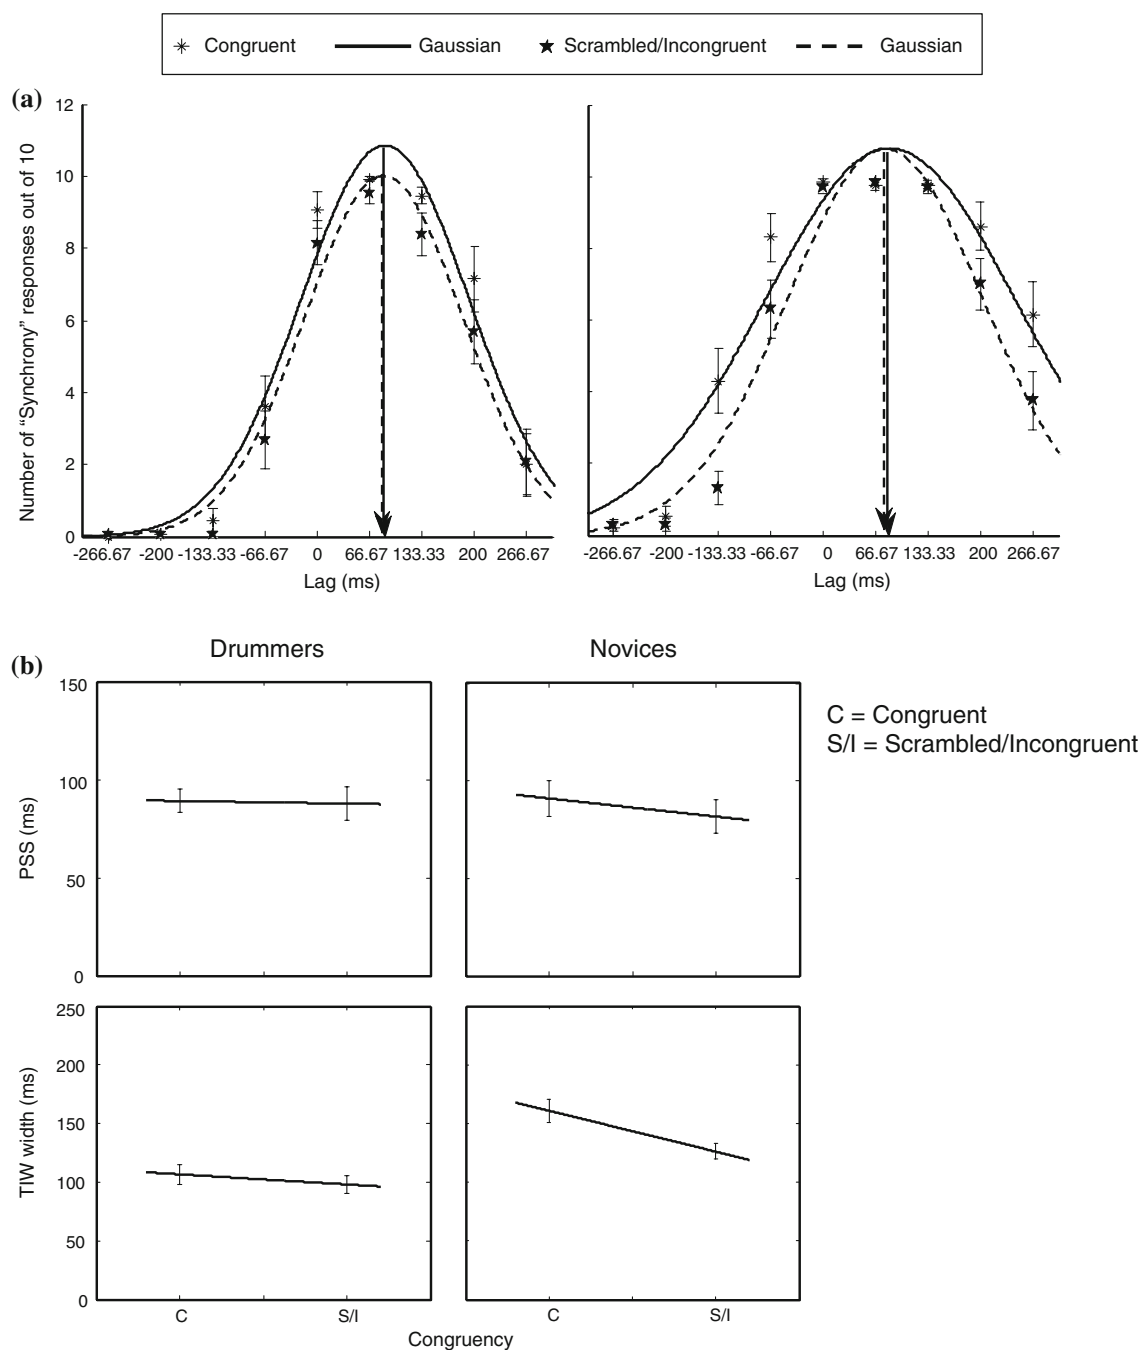 Congruent Gaussian Scrambled/Incongruent Gaussian
(a)
Number of “Synchrony” responses out of 10
12
10
8
6
4
2
0
-266.67 -200 -133.33 -66.67 0 66.67 133.33 200 266.67
Lag (ms)
-266.67 -200 -133.33 -66.67 0 66.67 133.33 200 266.67
Lag (ms)
(b)
Drummers Novices
C = Congruent
S/I = Scrambled/Incongruent
PSS (ms)
150
100
50
0
TIW width (ms)
250
200
150
100
50
0
C S/I C S/I
Congruency